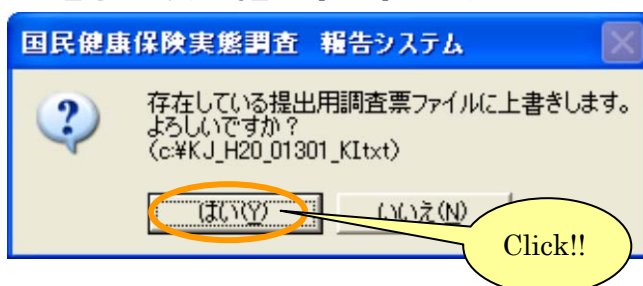 国民健康保険実態調査 報告システム
存在している提出用調査票ファイルに上書きします。
よろしいですか?
(c:¥KJ_H20_01301_KItxt)
はい(Y) いいえ(N)
Click!!